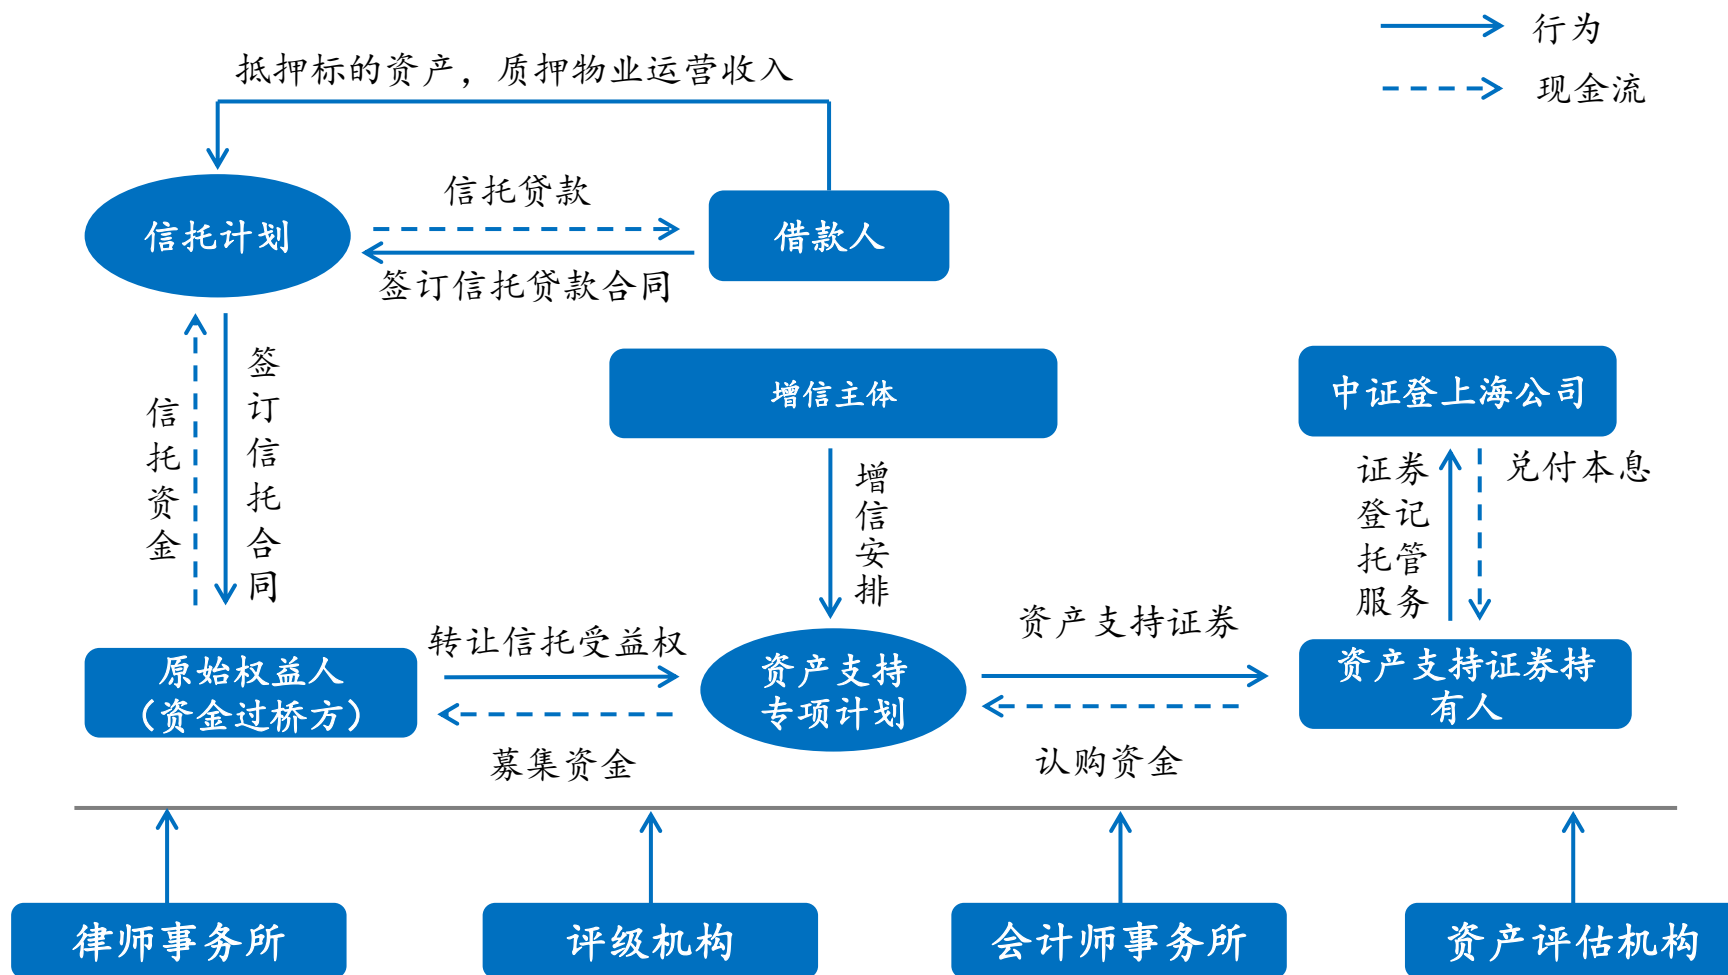 行为
现金流
抵押标的资产，质押物业运营收入
信托贷款
信托计划
借款人
签订信托贷款合同
信托资金
签订信托合同
增信主体
中证登上海公司
增信安排
证券
登记
托管
服务
兑付本息
转让信托受益权
资产支持证券
原始权益人
（资金过桥方）
资产支持
专项计划
资产支持证券持
有人
募集资金
认购资金
律师事务所
评级机构
会计师事务所
资产评估机构